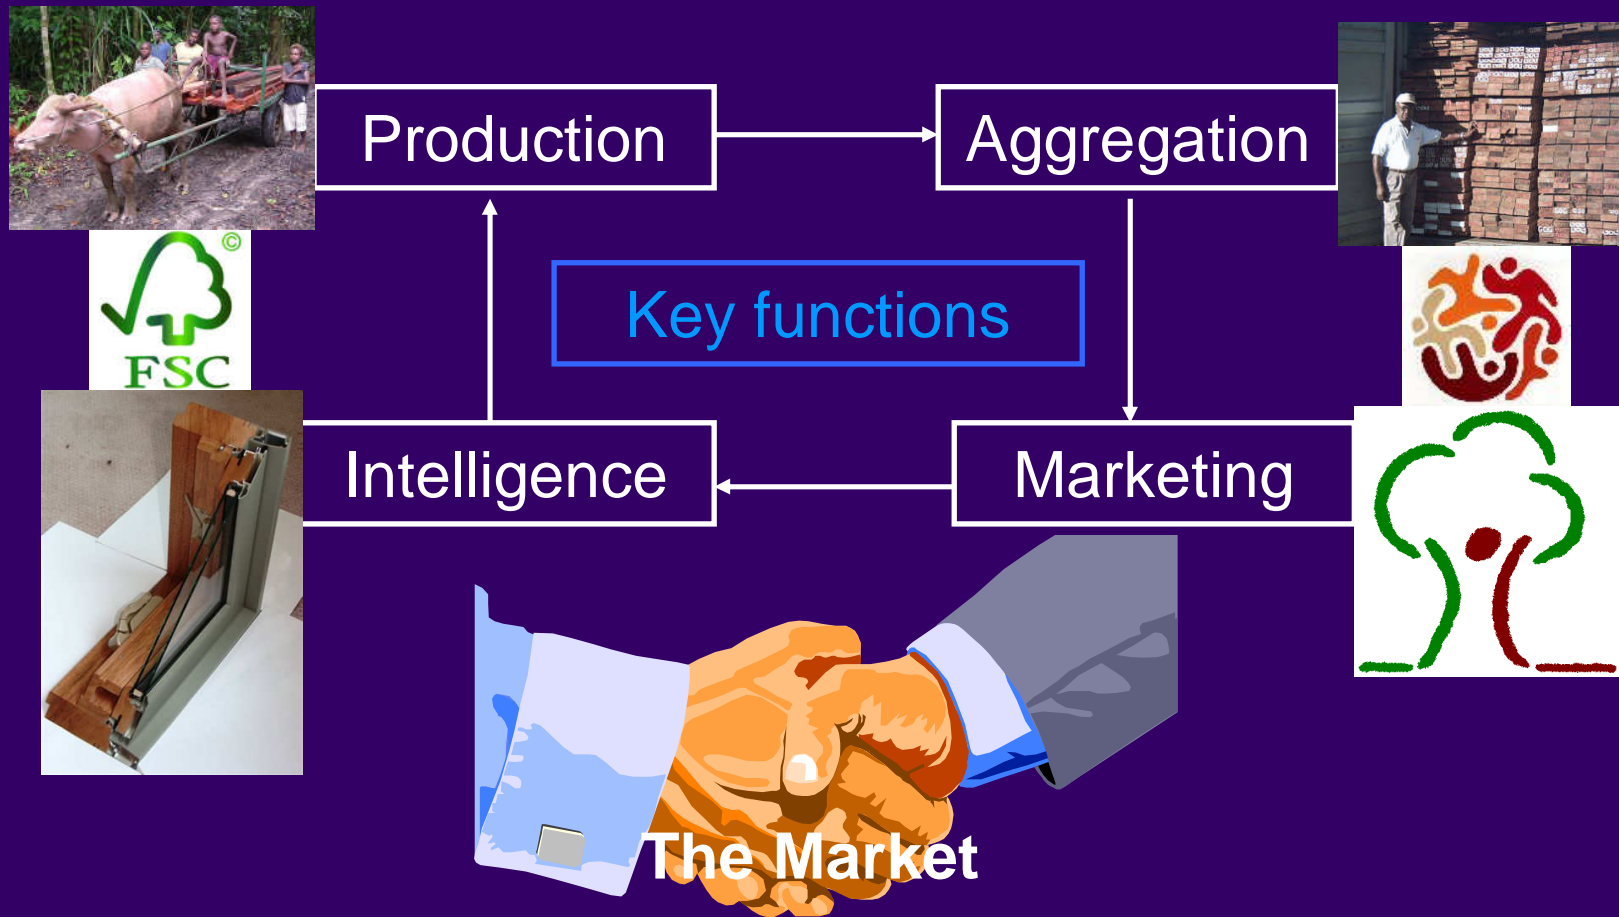 Production
Aggregation
©
FSC
Key functions
Intelligence
Marketing
The Market